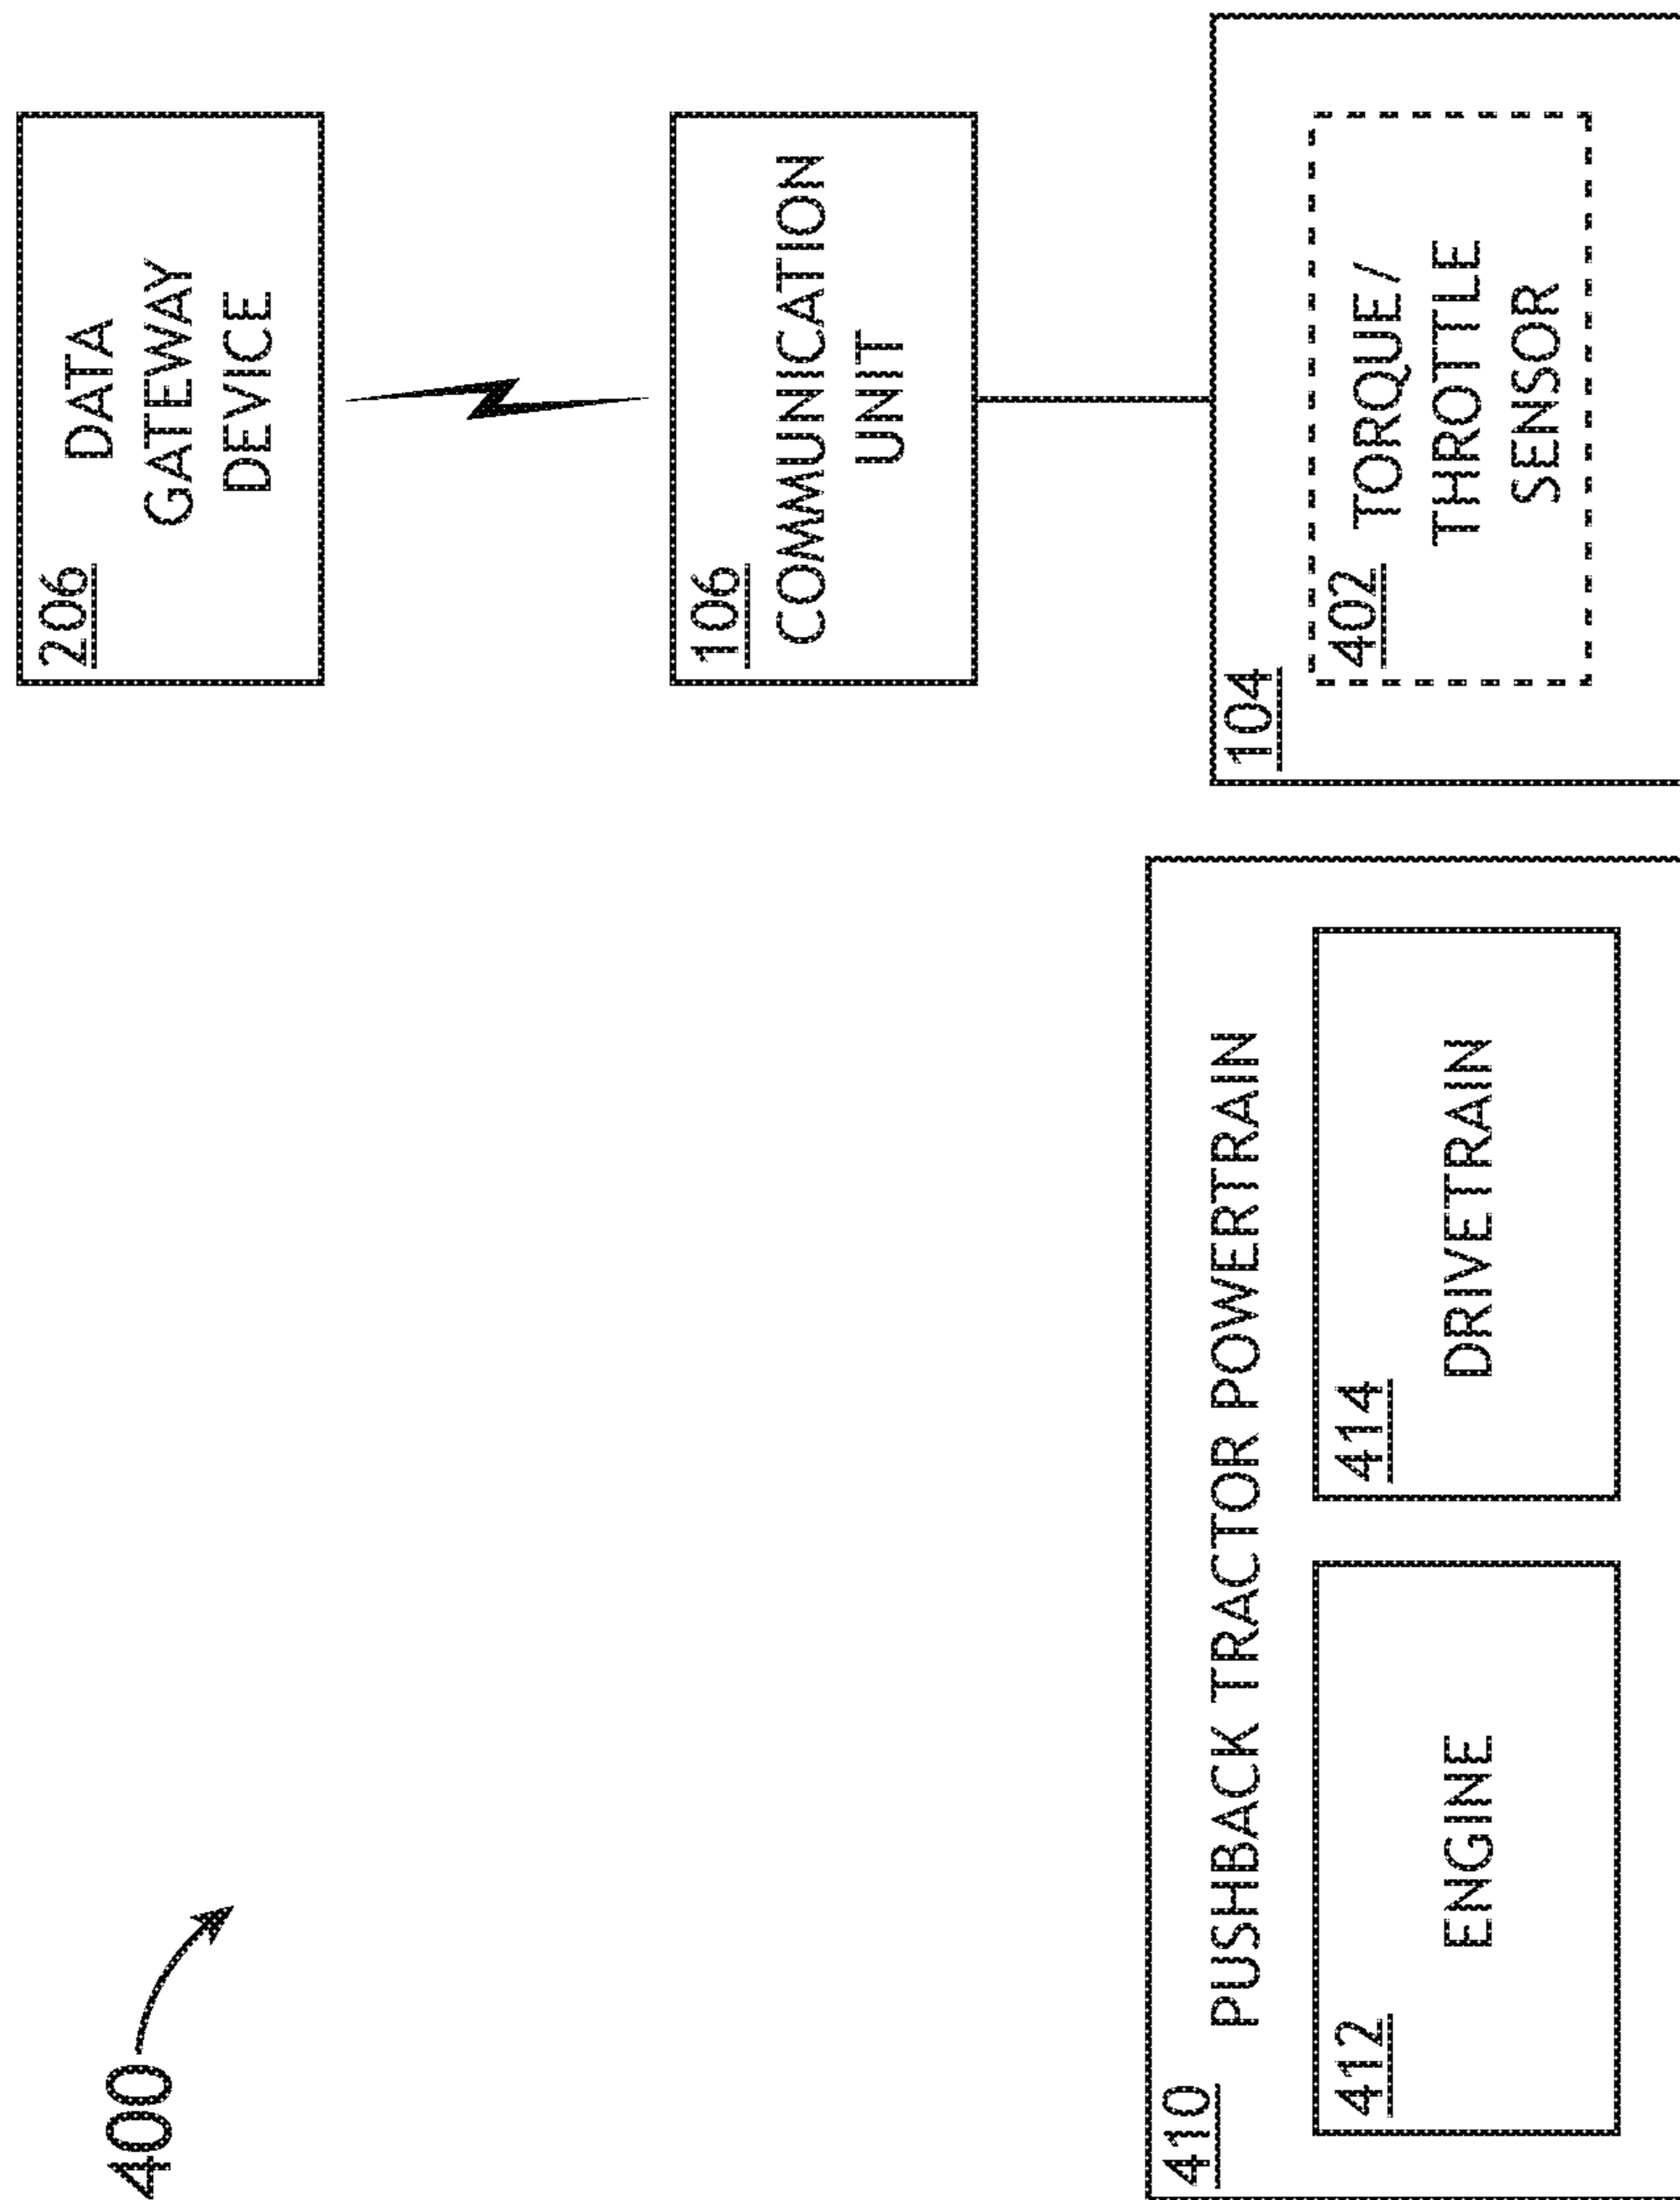 400
206
DATA
GATEWAY
DEVICE
106
COMMUNICATION
UNIT
410
PUSHBACK TRACTOR POWERTRAIN
412
ENGINE
414
DRIVETRAIN
104
402
TORQUE/
THROTTLE
SENSOR